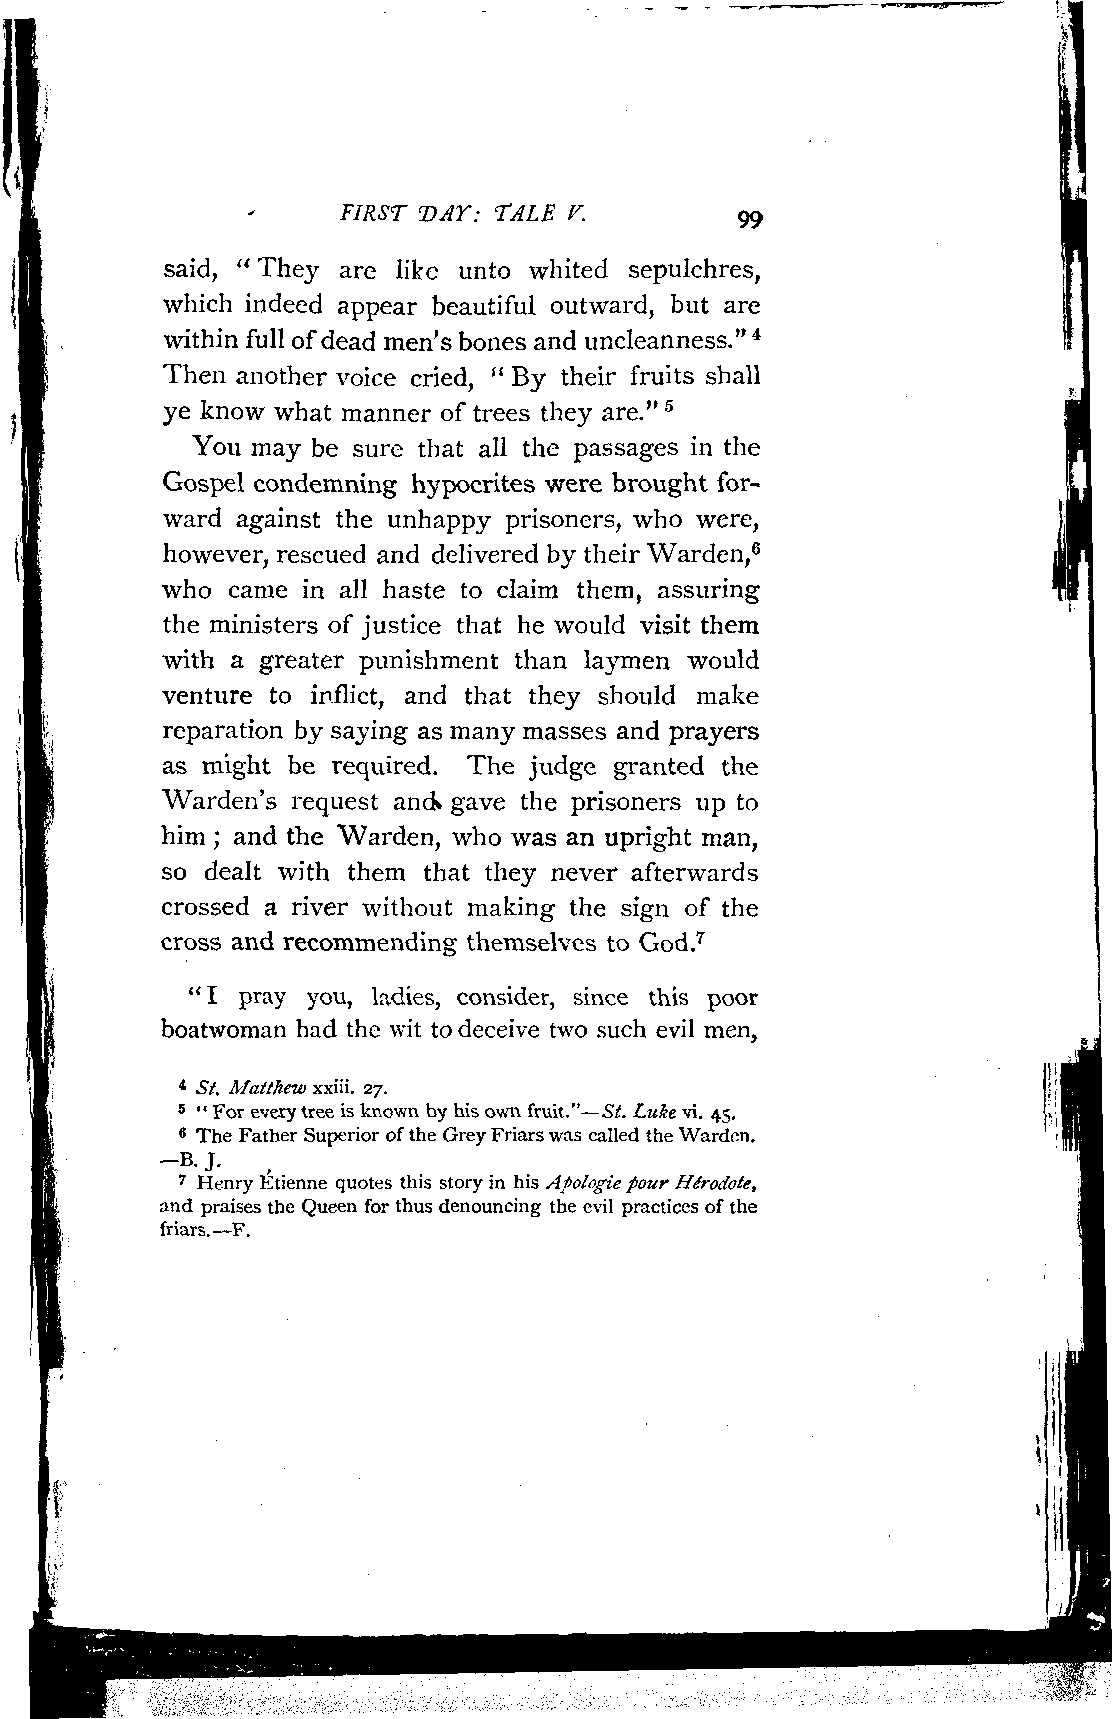 FIRST DAY: TALE V. 99
said, “They are like unto whited sepulchres,
which indeed appear beautiful outward, but are
within full of dead men's bones and uncleanness.” 4
Then another voice cried, “By their fruits shall
ye know what manner of trees they are.” 5
You may be sure that all the passages in the
Gospel condemning hypocrites were brought for-
ward against the unhappy prisoners, who were,
however, rescued and delivered by their Warden,6
who came in all haste to claim them, assuring
the ministers of justice that he would visit them
with a greater punishment than laymen would
venture to inflict, and that they should make
reparation by saying as many masses and prayers
as might be required. The judge granted the
Warden's request and gave the prisoners up to
him ; and the Warden, who was an upright man,
so dealt with them that they never afterwards
crossed a river without making the sign of the
cross and recommending themselves to God.7
“I pray you, ladies, consider, since this poor
boatwoman had the wit to deceive two such evil men,
4 St. Matthew xxiii. 27.
5 “For every tree is known by his own fruit.”—St. Luke vi. 45.
6 The Father Superior of the Grey Friars was called the Warden.
—B. J.
7 Henry Étienne quotes this story in his Apologie pour Hérodote,
and praises the Queen for thus denouncing the evil practices of the
friars.—F.